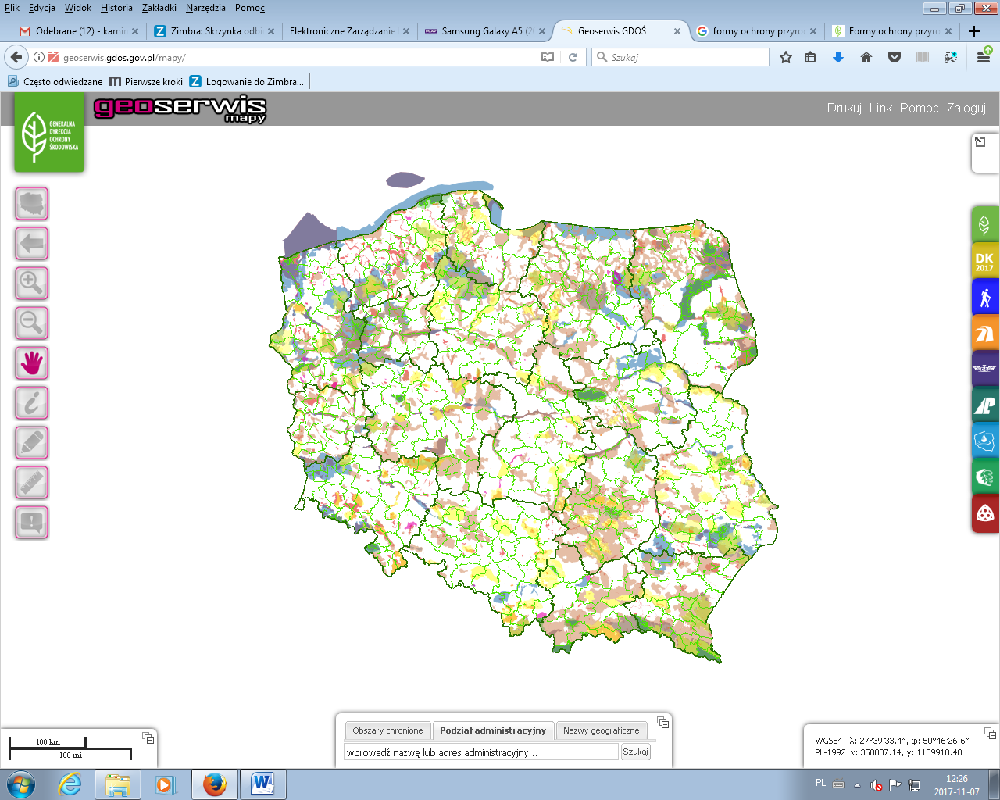 Plik Edycja Widok Historia Zakładki Narzędzia Pomoc
Odebrane (12) - kamin
Zimbra: Skrzynka odbi
Elektroniczne Zarządzanie
PLAY Samsung Galaxy A5 (20
Geoserwis GDOŚ
formy ochrony przyrod
Formy ochrony przyro
geoserwis.gdos.gov.pl/mapy/
Szukaj
Często odwiedzane
Pierwsze kroki
Logowanie do Zimbra...
GENERALNA
DYREKCJA
OCHRONY
ŚRODOWISKA
geoserwis
mapy
Drukuj Link Pomoc Zaloguj
DK
2017
Obszary chronione
Podział administracyjny
Nazwy geograficzne
wprowadź nazwę lub adres administracyjny...
Szukaj
100 km
100 mi
WGS84 λ: 27°39'33.4", φ: 50°46'26.6"
PL-1992 x: 358837.14, y: 1109910.48
PL
12:26
2017-11-07